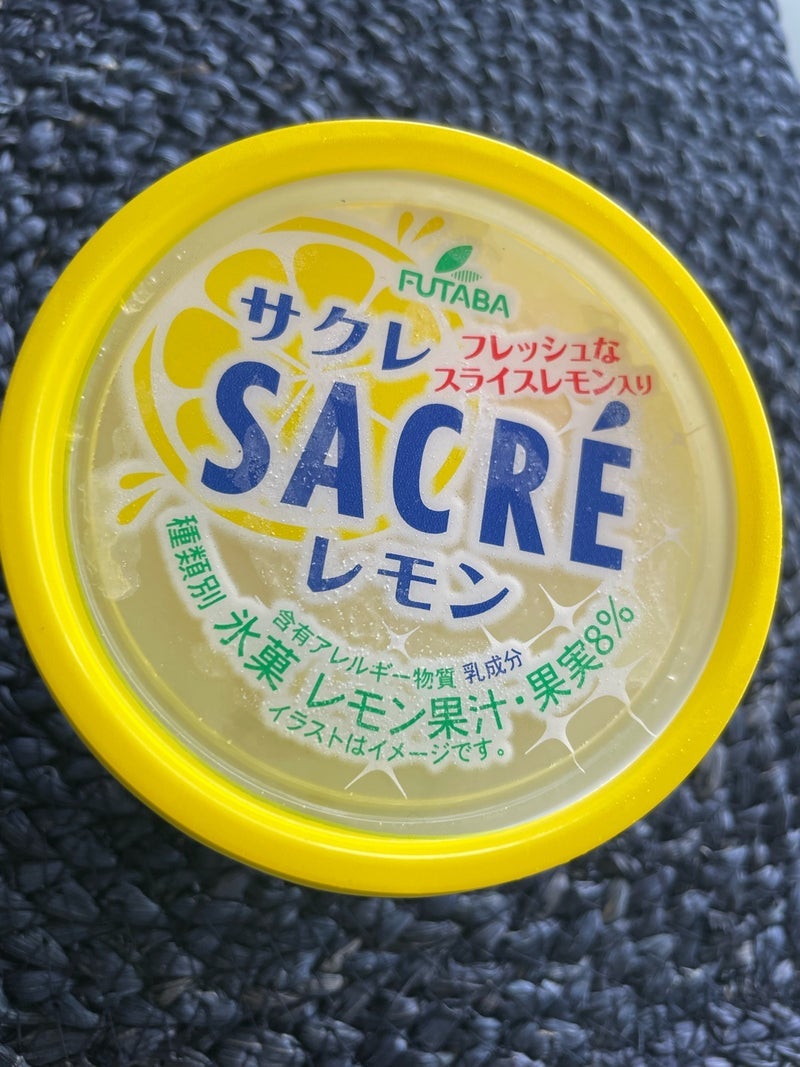 FUTABA
サクレ
フレッシュな
スライスレモン入り
SACRÉ
レモン
種類別 氷菓 レモン果汁・果実8%
含有アレルギー物質 乳成分
イラストはイメージです。